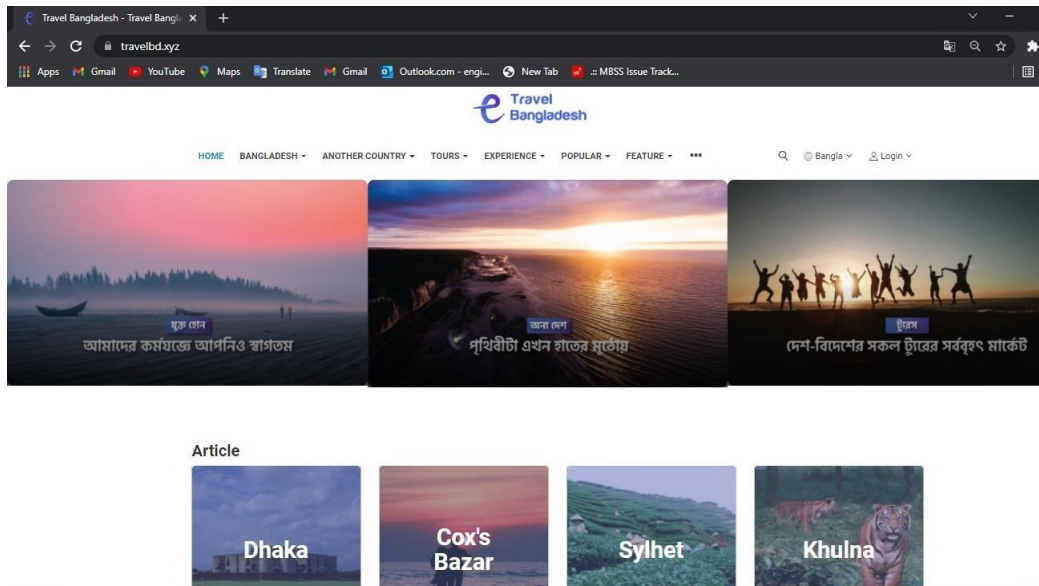 Travel Bangladesh - Travel Bangla
travelbd.xyz
Apps Gmail YouTube Maps Translate Gmail Outlook.com - engi... New Tab .:: MBSS Issue Track...
Travel
Bangladesh
HOME BANGLADESH ANOTHER COUNTRY TOURS EXPERIENCE POPULAR FEATURE ••• Bangla Login
যুক্ত হোন
আমাদের কর্মযজ্ঞে আপনিও স্বাগতম
অন্য দেশ
পৃথিবীটা এখন হাতের মুঠোয়
ট্যুরস
দেশ-বিদেশের সকল ট্যুরের সর্ববৃহৎ মার্কেট
Article
Dhaka
Cox's
Bazar
Sylhet
Khulna